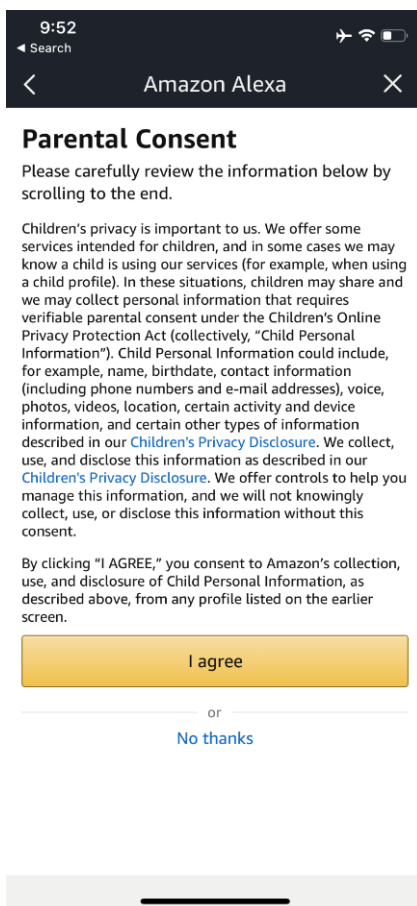 9:52
◀ Search
Amazon Alexa
Parental Consent
Please carefully review the information below by
scrolling to the end.
Children's privacy is important to us. We offer some
services intended for children, and in some cases we may
know a child is using our services (for example, when using
a child profile). In these situations, children may share and
we may collect personal information that requires
verifiable parental consent under the Children's Online
Privacy Protection Act (collectively, “Child Personal
Information”). Child Personal Information could include,
for example, name, birthdate, contact information
(including phone numbers and e-mail addresses), voice,
photos, videos, location, certain activity and device
information, and certain other types of information
described in our Children's Privacy Disclosure. We collect,
use, and disclose this information as described in our
Children's Privacy Disclosure. We offer controls to help you
manage this information, and we will not knowingly
collect, use, or disclose this information without this
consent.
By clicking “I AGREE,” you consent to Amazon’s collection,
use, and disclosure of Child Personal Information, as
described above, from any profile listed on the earlier
screen.
I agree
or
No thanks